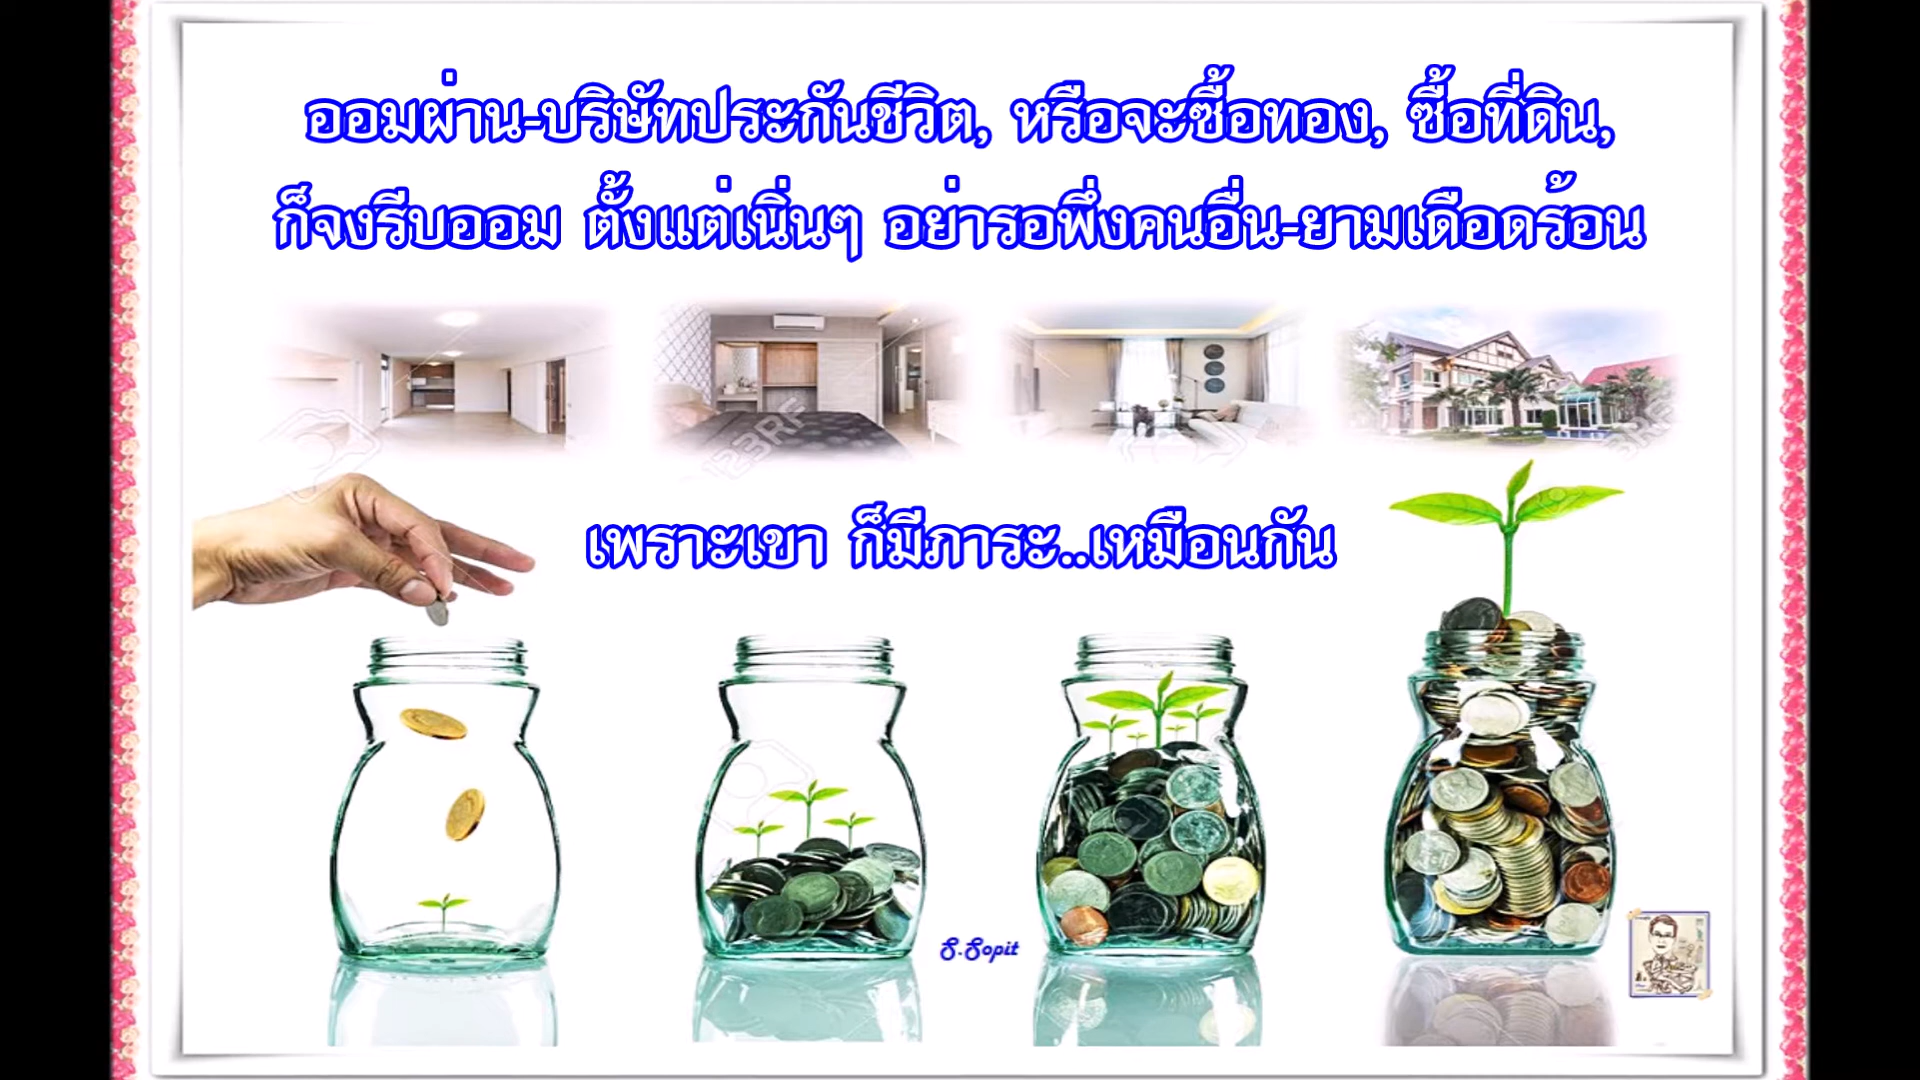 ออมผ่าน-บริษัทประกันชีวิต, หรือจะซื้อทอง, ซื้อที่ดิน,
ก็จงรีบออม ตั้งแต่เนิ่นๆ อย่ารอพึ่งคนอื่น-ยามเดือดร้อน
123RF
123RF
เพราะเขา ก็มีภาระ..เหมือนกัน
S.Sopit